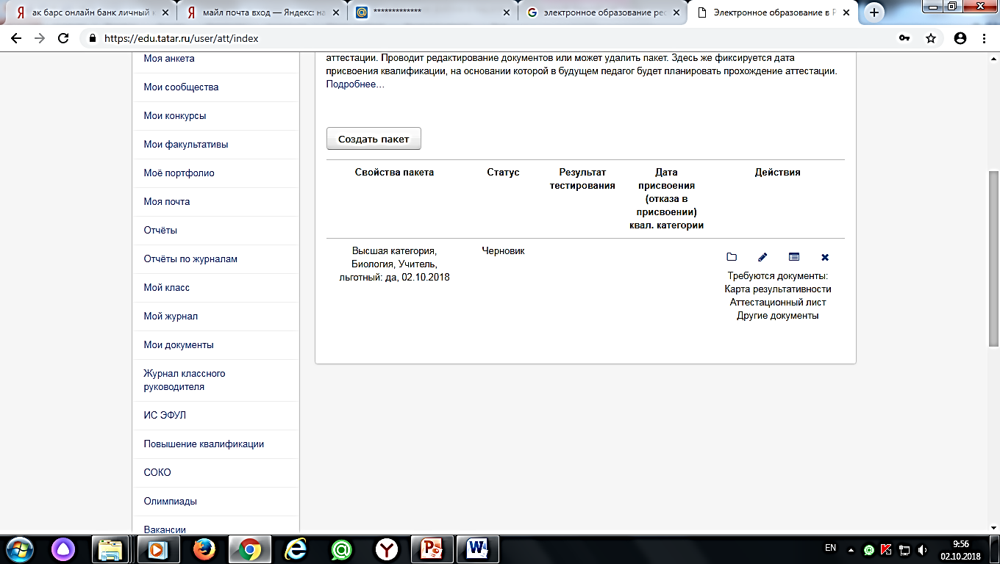 ак барс онлайн банк личный
майл почта вход — Яндекс: на
*************
электронное образование рес
Электронное образование в Р
https://edu.tatar.ru/user/att/index
Моя анкета
Мои сообщества
Мои конкурсы
Мои факультативы
Моё портфолио
Моя почта
Отчёты
Отчёты по журналам
Мой класс
Мой журнал
Мои документы
Журнал классного
руководителя
ИС ЭФУЛ
Повышение квалификации
СОКО
Олимпиады
Вакансии
аттестации. Проводит редактирование документов или может удалить пакет. Здесь же фиксируется дата
присвоения квалификации, на основании которой в будущем педагог будет планировать прохождение аттестации.
Подробнее...
Создать пакет
Свойства пакета
Статус
Результат
тестирования
Дата
присвоения
(отказа в
присвоении)
квал. категории
Действия
Высшая категория,
Биология, Учитель,
льготный: да, 02.10.2018
Черновик
Требуются документы:
Карта результативности
Аттестационный лист
Другие документы
EN
9:56
02.10.2018